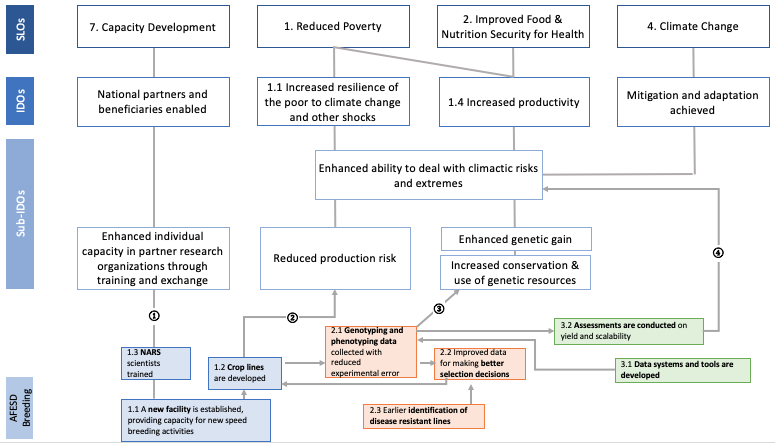 SLOs
7. Capacity Development
1. Reduced Poverty
2. Improved Food &
Nutrition Security for Health
4. Climate Change
IDOs
National partners and
beneficiaries enabled
1.1 Increased resilience of
the poor to climate change
and other shocks
1.4 Increased productivity
Mitigation and adaptation
achieved
Sub-IDOs
Enhanced ability to deal with climactic risks
and extremes
Enhanced individual
capacity in partner research
organizations through
training and exchange
Reduced production risk
Enhanced genetic gain
Increased conservation &
use of genetic resources
1
2
3
4
AFESD
Breeding
1.3 NARS
scientists
trained
1.2 Crop lines
are developed
1.1 A new facility is established,
providing capacity for new speed
breeding activities
2.1 Genotyping and
phenotyping data
collected with
reduced
experimental error
2.2 Improved data
for making better
selection decisions
2.3 Earlier identification of
disease resistant lines
3.2 Assessments are conducted on
yield and scalability
3.1 Data systems and tools are
developed